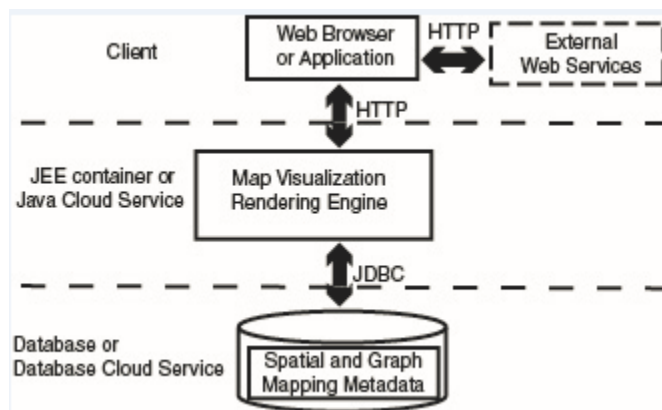 Client
Web Browser
or Application
HTTP
External
Web Services
HTTP
JEE container or
Java Cloud Service
Map Visualization
Rendering Engine
JDBC
Database or
Database Cloud Service
Spatial and Graph
Mapping Metadata